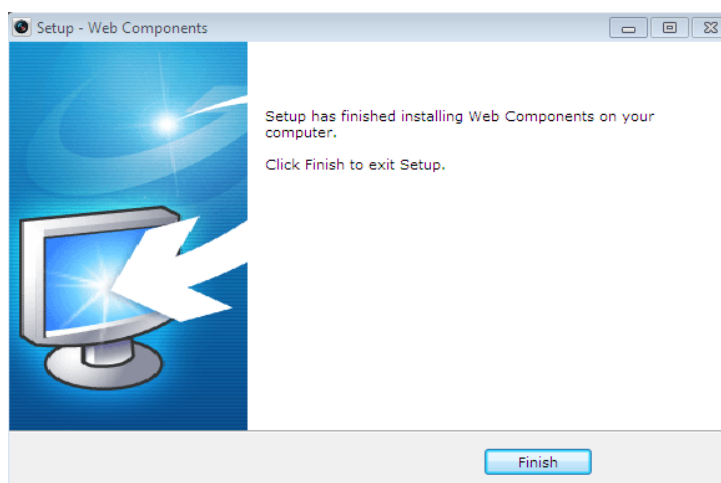 Setup - Web Components
Setup has finished installing Web Components on your
computer.
Click Finish to exit Setup.
Finish